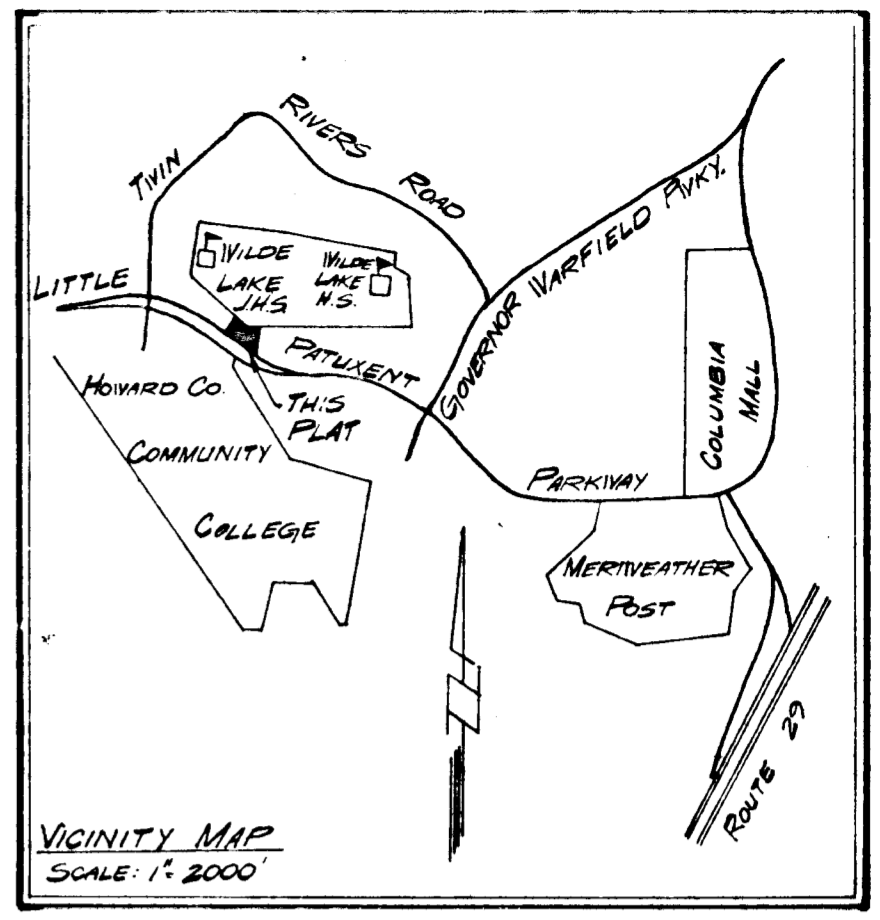 TWIN RIVERS ROAD
WILDE
LAKE
J.H.S.
WILDE
LAKE
H.S.
LITTLE PATUXENT PARKWAY
GOVERNOR WARFIELD PWKY.
HOWARD CO.
COMMUNITY
COLLEGE
THIS
PLAT
COLUMBIA
MALL
MERIWEATHER
POST
ROUTE 29
VICINITY MAP
SCALE: 1"= 2000'